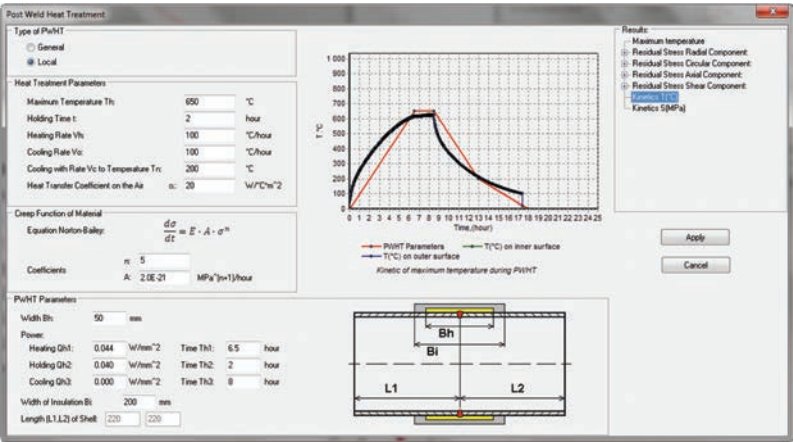 Post Weld Heat Treatment
Type of PWHT
General
Local
Heat Treatment Parameters
Maximum Temperature Th: 650 °C
Holding Time t: 2 hour
Heating Rate Vh: 100 °C/hour
Cooling Rate Vc: 100 °C/hour
Cooling with Rate Vc to Temperature Tn: 200 °C
Heat Transfer Coefficient on the Air α: 20 W/°C*m^2
Creep Function of Material
Equation Norton-Bailey: dσ/dt = E · A · σ^n
Coefficients
n: 5
A: 2.0E-21 MPa^[n+1]/hour
1 000
900
800
700
600
500
400
300
200
100
0
T °C
0 1 2 3 4 5 6 7 8 9 10 11 12 13 14 15 16 17 18 19 20 21 22 23 24 25
Time,(hour)
PWHT Parameters T(°C) on inner surface
T(°C) on outer surface
Kinetic of maximum temperature during PWHT
Results:
Maximum temperature
Residual Stress Radial Component:
Residual Stress Circular Component:
Residual Stress Axial Component:
Residual Stress Shear Component:
Kinetics T(°C)
Kinetics S(MPa)
Apply
Cancel
PWHT Parameters
Width Bh: 50 mm
Power:
Heating Qh1: 0.044 W/mm^2 Time Th1: 6.5 hour
Holding Qh2: 0.040 W/mm^2 Time Th2: 2 hour
Cooling Qh3: 0.000 W/mm^2 Time Th3: 8 hour
Width of Insulation Bi: 200 mm
Length (L1,L2) of Shell: 220 220
Bh
Bi
L1 L2